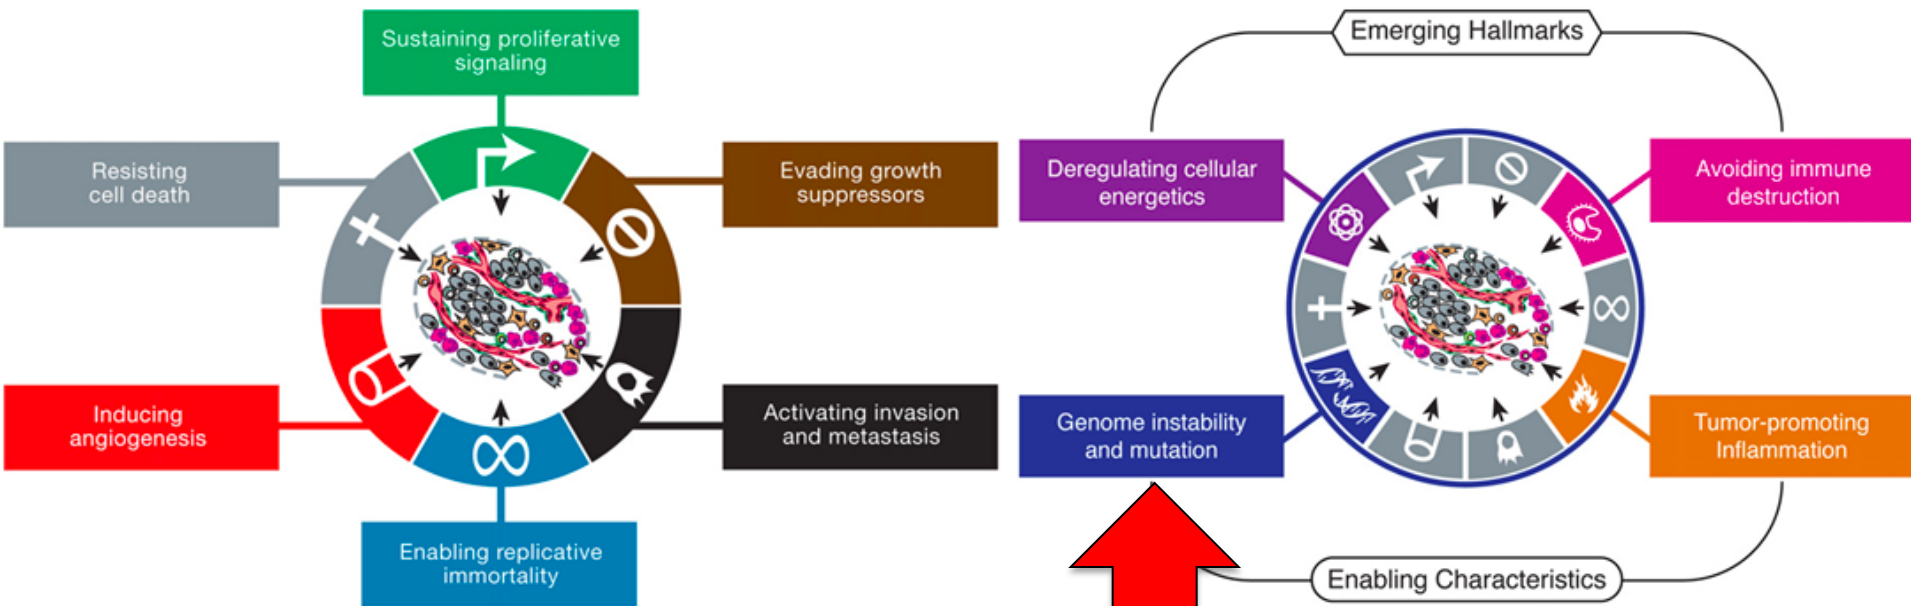 Sustaining proliferative
signaling
Resisting
cell death
Evading growth
suppressors
Inducing
angiogenesis
Activating invasion
and metastasis
Enabling replicative
immortality
Emerging Hallmarks
Deregulating cellular
energetics
Avoiding immune
destruction
Genome instability
and mutation
Tumor-promoting
Inflammation
Enabling Characteristics